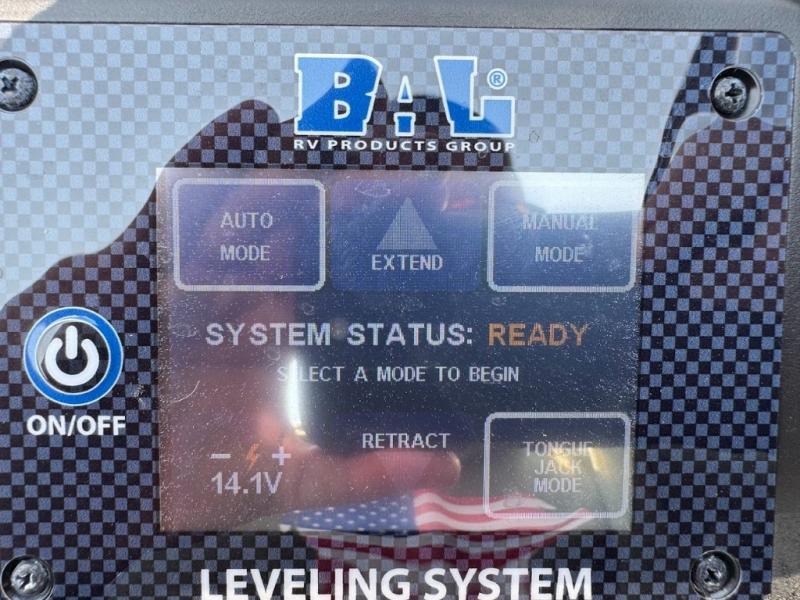 BAL®
RV PRODUCTS GROUP
AUTO
MODE
EXTEND
MANUAL
MODE
SYSTEM STATUS: READY
SELECT A MODE TO BEGIN
ON/OFF
RETRACT
- +
14.1V
TONGUE
JACK
MODE
LEVELING SYSTEM